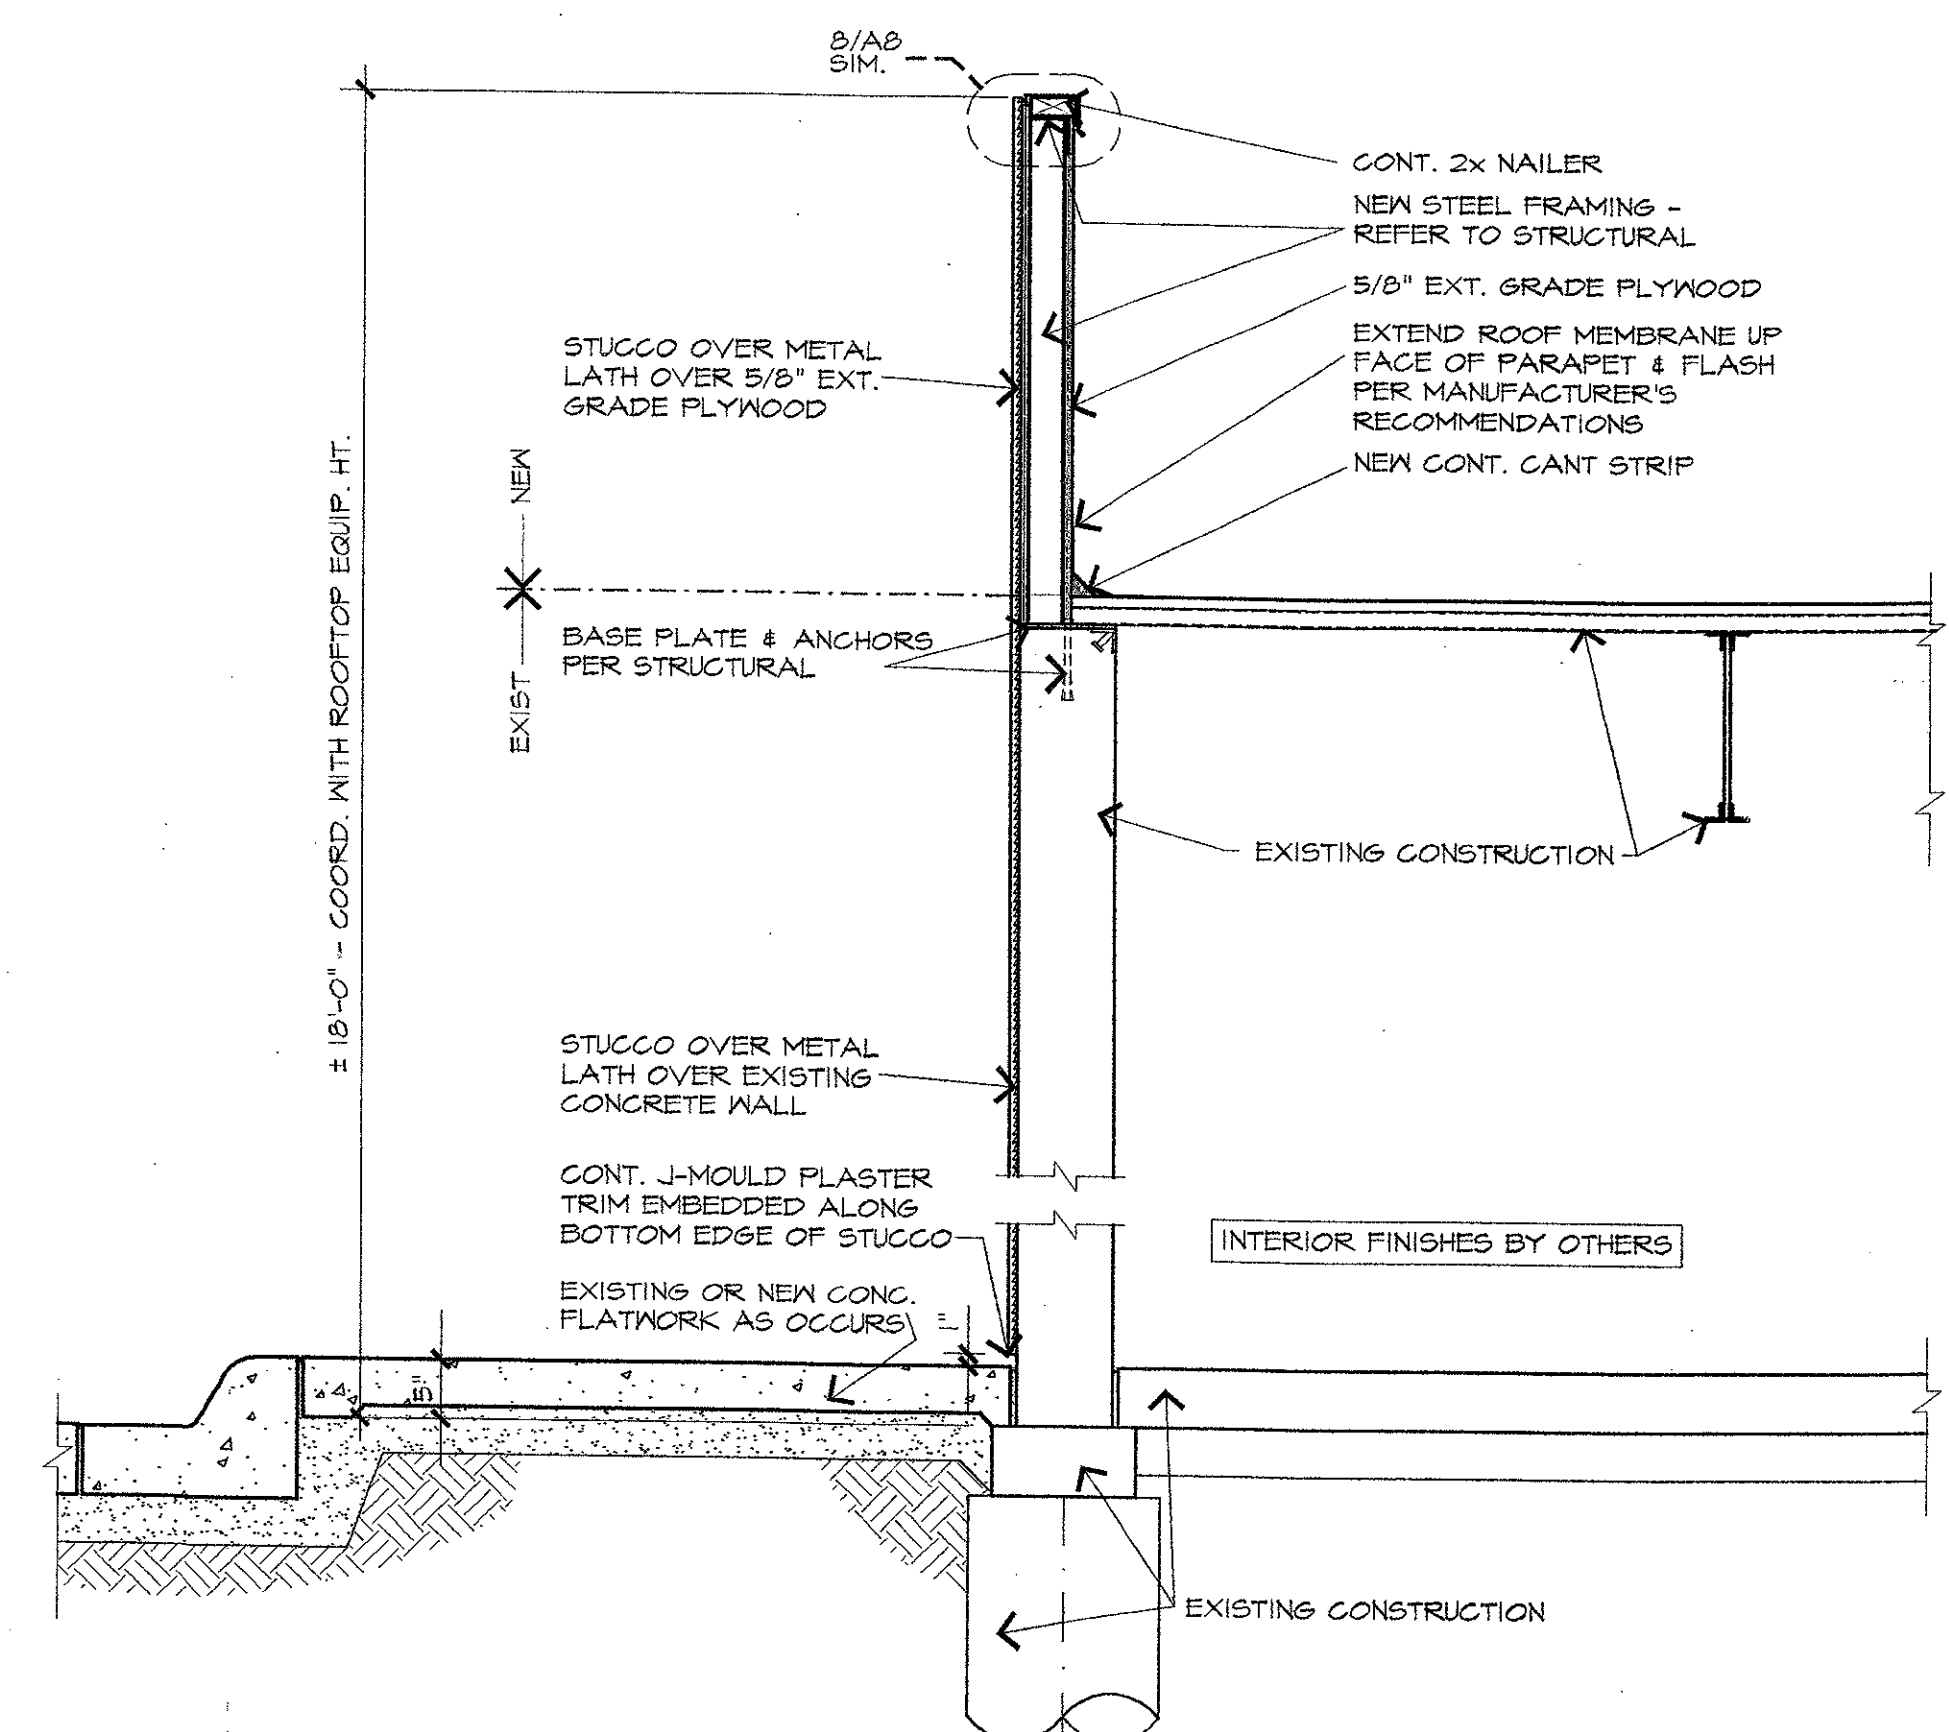 8/A8
SIM.
CONT. 2x NAILER
NEW STEEL FRAMING -
REFER TO STRUCTURAL
5/8" EXT. GRADE PLYWOOD
EXTEND ROOF MEMBRANE UP
FACE OF PARAPET & FLASH
PER MANUFACTURER'S
RECOMMENDATIONS
NEW CONT. CANT STRIP
STUCCO OVER METAL
LATH OVER 5/8" EXT.
GRADE PLYWOOD
NEW
EXIST
± 18'-0" - COORD. WITH ROOFTOP EQUIP. HT.
BASE PLATE & ANCHORS
PER STRUCTURAL
EXISTING CONSTRUCTION
STUCCO OVER METAL
LATH OVER EXISTING
CONCRETE WALL
CONT. J-MOULD PLASTER
TRIM EMBEDDED ALONG
BOTTOM EDGE OF STUCCO
INTERIOR FINISHES BY OTHERS
EXISTING OR NEW CONC.
FLATWORK AS OCCURS
1"
5"
EXISTING CONSTRUCTION